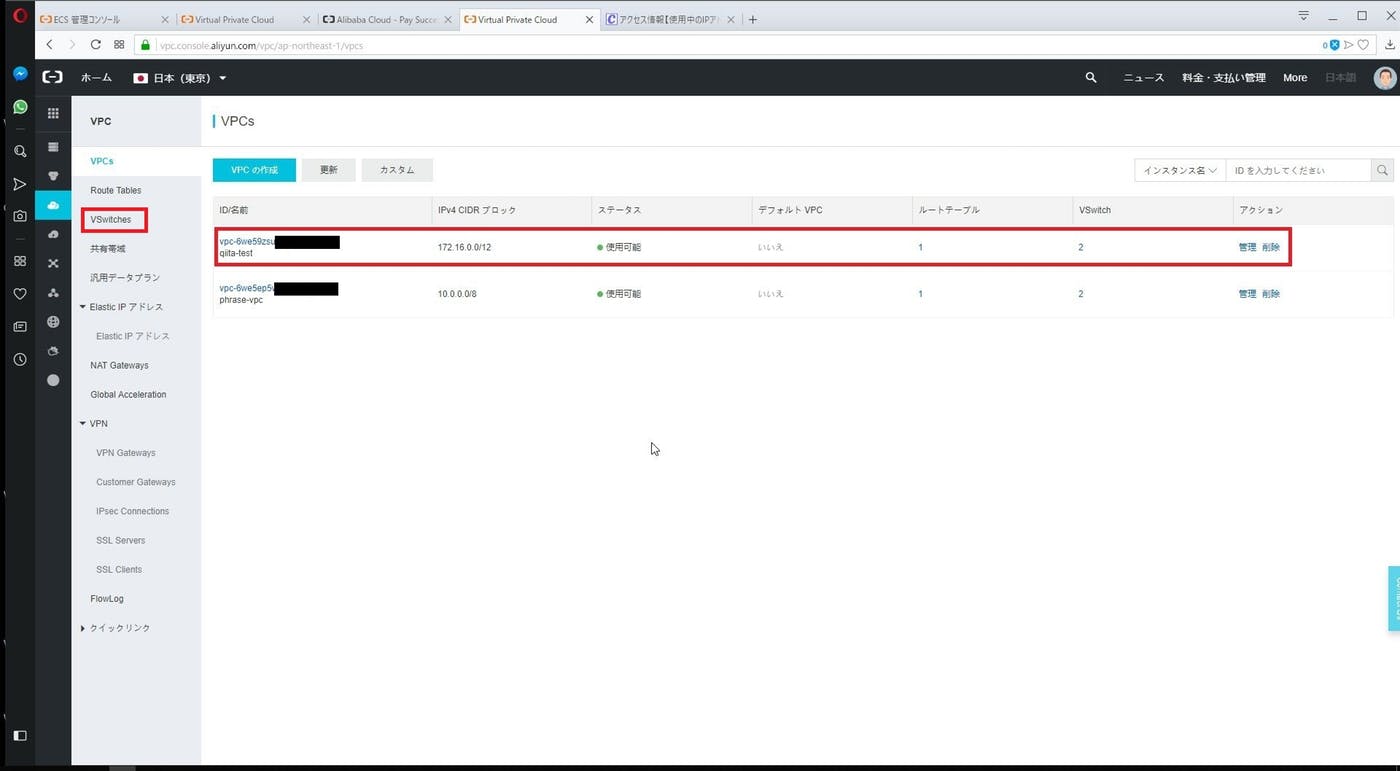 ECS 管理コンソール
Virtual Private Cloud
Alibaba Cloud - Pay Succe
Virtual Private Cloud
アクセス情報【使用中のIPア
vpc.console.aliyun.com/vpc/ap-northeast-1/vpcs
0
ホーム
日本（東京）
ニュース
料金・支払い管理
More
日本語
VPC
VPCs
Route Tables
VSwitches
共有帯域
汎用データプラン
Elastic IP アドレス
Elastic IP アドレス
NAT Gateways
Global Acceleration
VPN
VPN Gateways
Customer Gateways
IPsec Connections
SSL Servers
SSL Clients
FlowLog
クイックリンク
VPCs
VPC の作成
更新
カスタム
インスタンス名
ID を入力してください
ID/名前 IPv4 CIDR ブロック ステータス デフォルト VPC ルートテーブル VSwitch アクション
vpc-6we59zsu
qiita-test
172.16.0.0/12 使用可能 いいえ 1 2 管理 削除
vpc-6we5ep5v
phrase-vpc
10.0.0.0/8 使用可能 いいえ 1 2 管理 削除